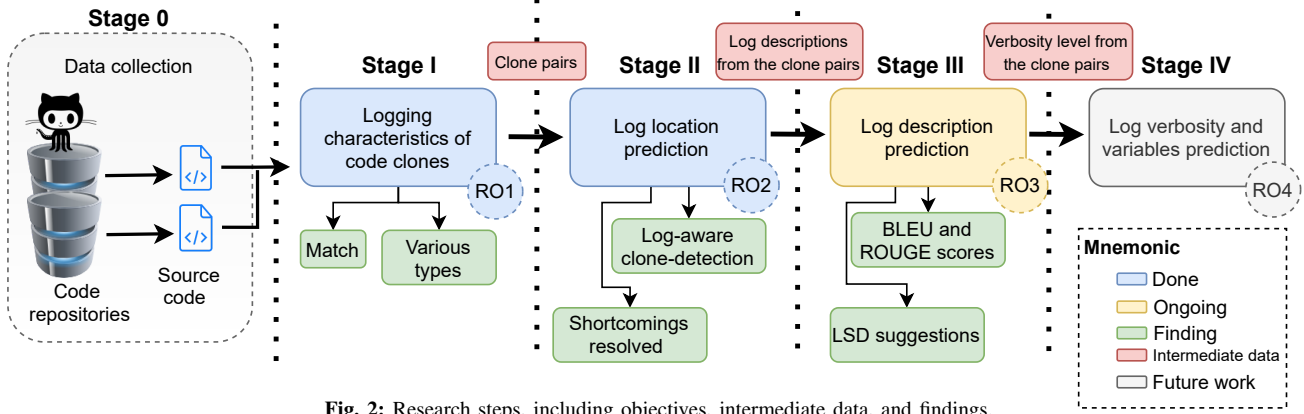 Stage 0
Data collection
</>
</>
Code
repositories
Source
code
Stage I
Logging
characteristics of
code clones
RO1
Match
Various
types
Clone pairs
Stage II
Log location
prediction
RO2
Log-aware
clone-detection
Shortcomings
resolved
Log descriptions
from the clone pairs
Stage III
Log description
prediction
RO3
BLEU and
ROUGE scores
LSD suggestions
Verbosity level from
the clone pairs
Stage IV
Log verbosity and
variables prediction
RO4
Mnemonic
Done
Ongoing
Finding
Intermediate data
Future work
Fig. 2: Research steps, including objectives, intermediate data, and findings